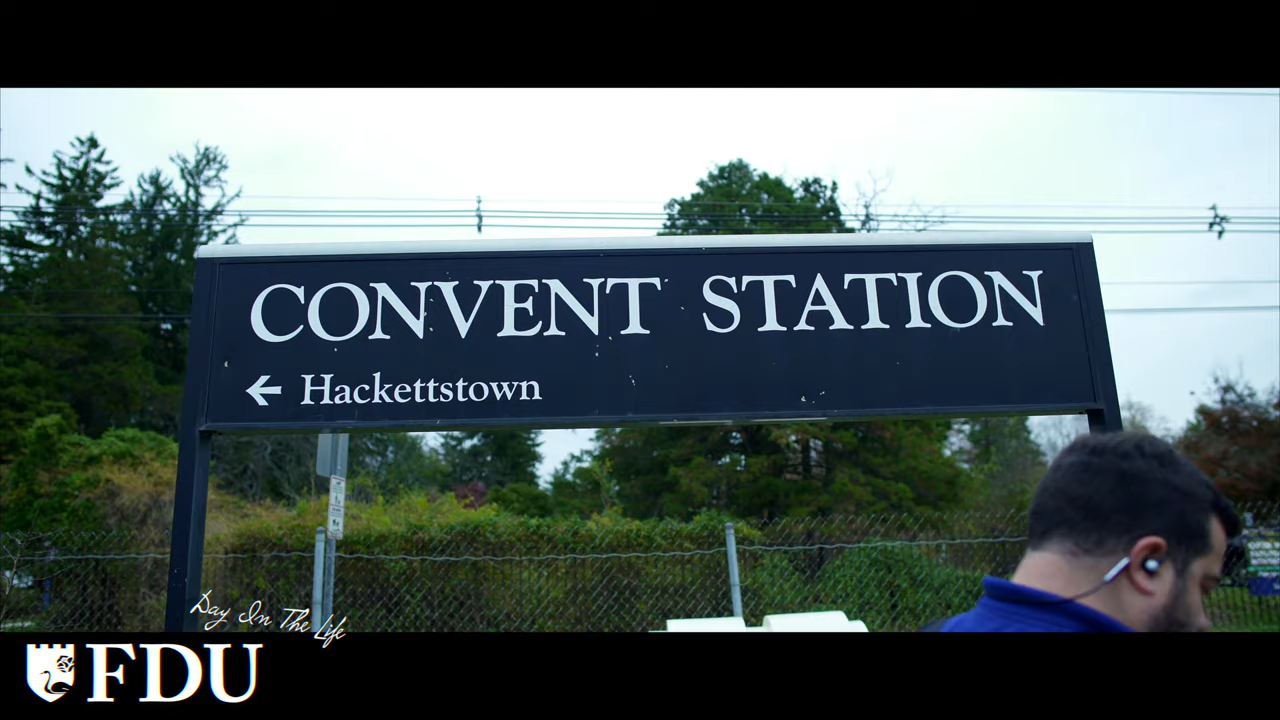 CONVENT STATION
← Hackettstown
Day In The Life
FDU